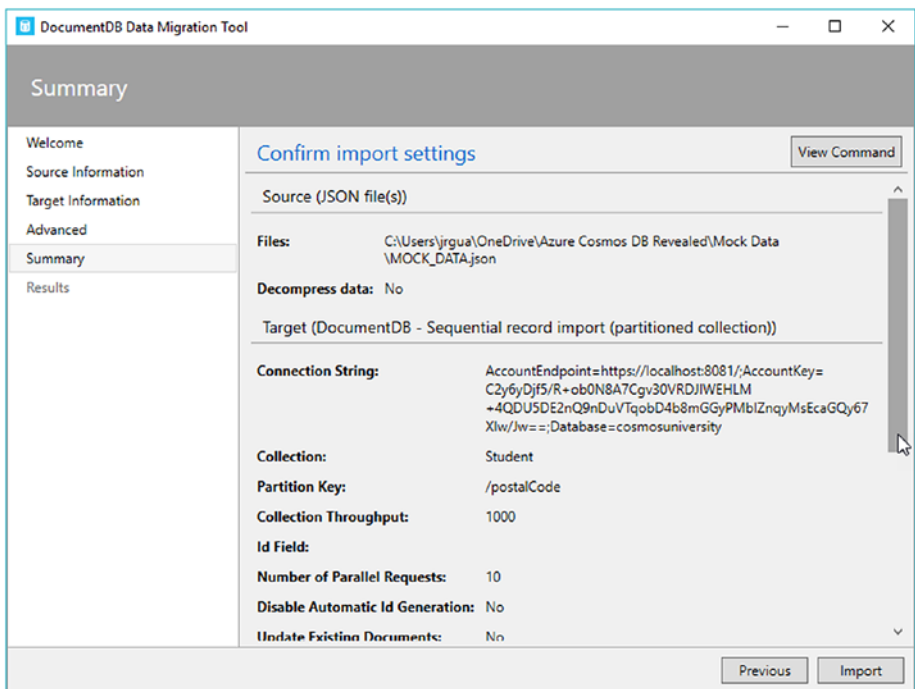 DocumentDB Data Migration Tool
Summary
Welcome
Source Information
Target Information
Advanced
Summary
Results
Confirm import settings
View Command
Source (JSON file(s))
Files: C:\Users\jrgua\OneDrive\Azure Cosmos DB Revealed\Mock Data
\MOCK_DATA.json
Decompress data: No
Target (DocumentDB - Sequential record import (partitioned collection))
Connection String: AccountEndpoint=https://localhost:8081/;AccountKey=
C2y6yDjf5/R+ob0N8A7Cgv30VRDJIWEHLM
+4QDU5DE2nQ9nDuVTqobD4b8mGGyPMbIZnqyMsEcaGQy67
XIw/Jw==;Database=cosmosuniversity
Collection: Student
Partition Key: /postalCode
Collection Throughput: 1000
Id Field:
Number of Parallel Requests: 10
Disable Automatic Id Generation: No
Update Existing Documents: No
Previous
Import